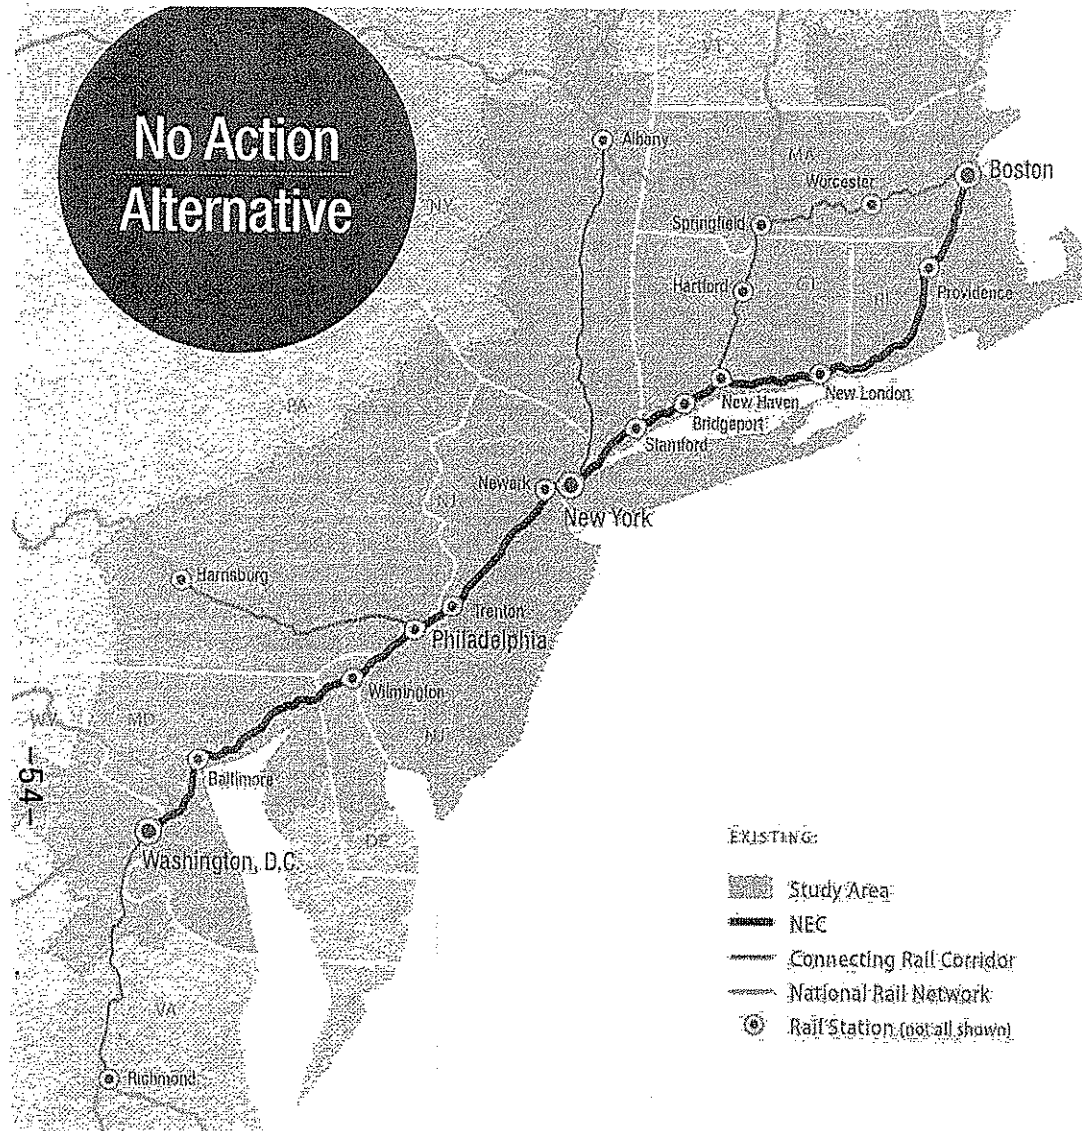 No Action
Alternative
VT
Albany
NY
MA
Worcester
Boston
Springfield
Hartford
CT
RI
Providence
PA
New Haven
New London
Bridgeport
Stamford
NJ
Newark
New York
Harrisburg
Trenton
Philadelphia
Wilmington
WV
MD
NJ
Baltimore
-54-
DE
Washington, D.C.
VA
Richmond
EXISTING:
Study Area
NEC
Connecting Rail Corridor
National Rail Network
Rail Station (not all shown)